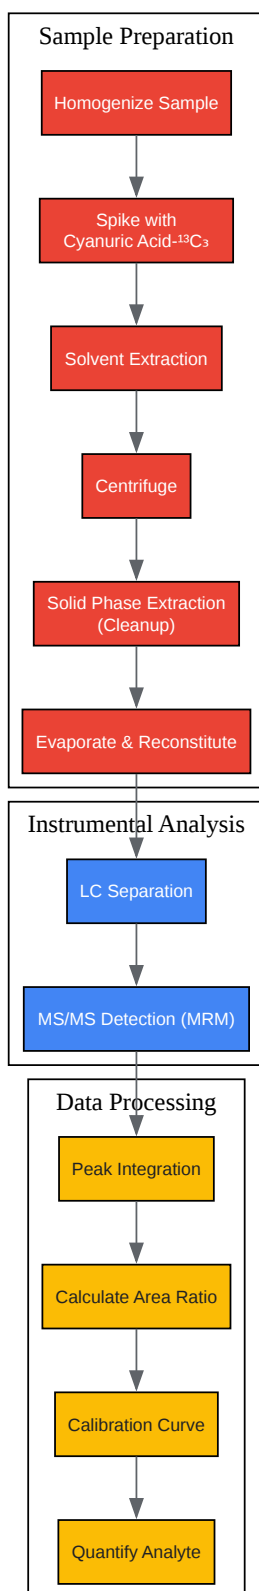 Sample Preparation
Homogenize Sample
Spike with
Cyanuric Acid-¹³C₃
Solvent Extraction
Centrifuge
Solid Phase Extraction
(Cleanup)
Evaporate & Reconstitute
Instrumental Analysis
LC Separation
MS/MS Detection (MRM)
Data Processing
Peak Integration
Calculate Area Ratio
Calibration Curve
Quantify Analyte